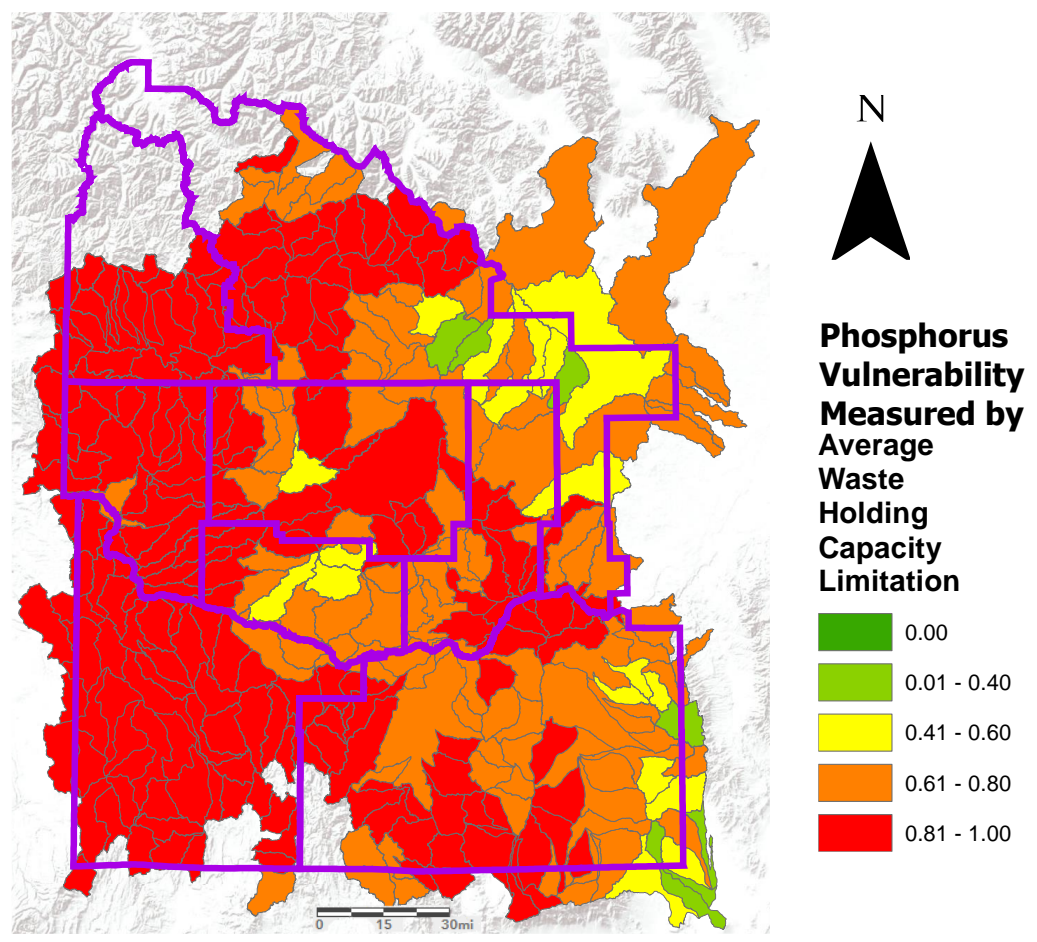 N
Phosphorus
Vulnerability
Measured by
Average
Waste
Holding
Capacity
Limitation
0.00
0.01 - 0.40
0.41 - 0.60
0.61 - 0.80
0.81 - 1.00
0 15 30mi